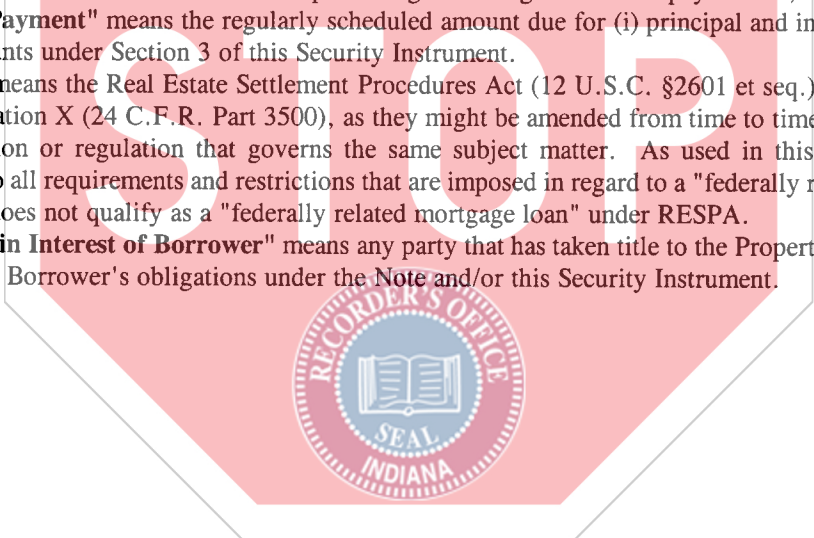 Payment" means the regularly scheduled amount due for (i) principal and in
nts under Section 3 of this Security Instrument.
means the Real Estate Settlement Procedures Act (12 U.S.C. §2601 et seq.)
ation X (24 C.F.R. Part 3500), as they might be amended from time to time
on or regulation that governs the same subject matter. As used in this
o all requirements and restrictions that are imposed in regard to a "federally r
oes not qualify as a "federally related mortgage loan" under RESPA.
in Interest of Borrower" means any party that has taken title to the Propert
Borrower's obligations under the Note and/or this Security Instrument.
STOP
RECORDER'S OFFICE
SEAL
INDIANA